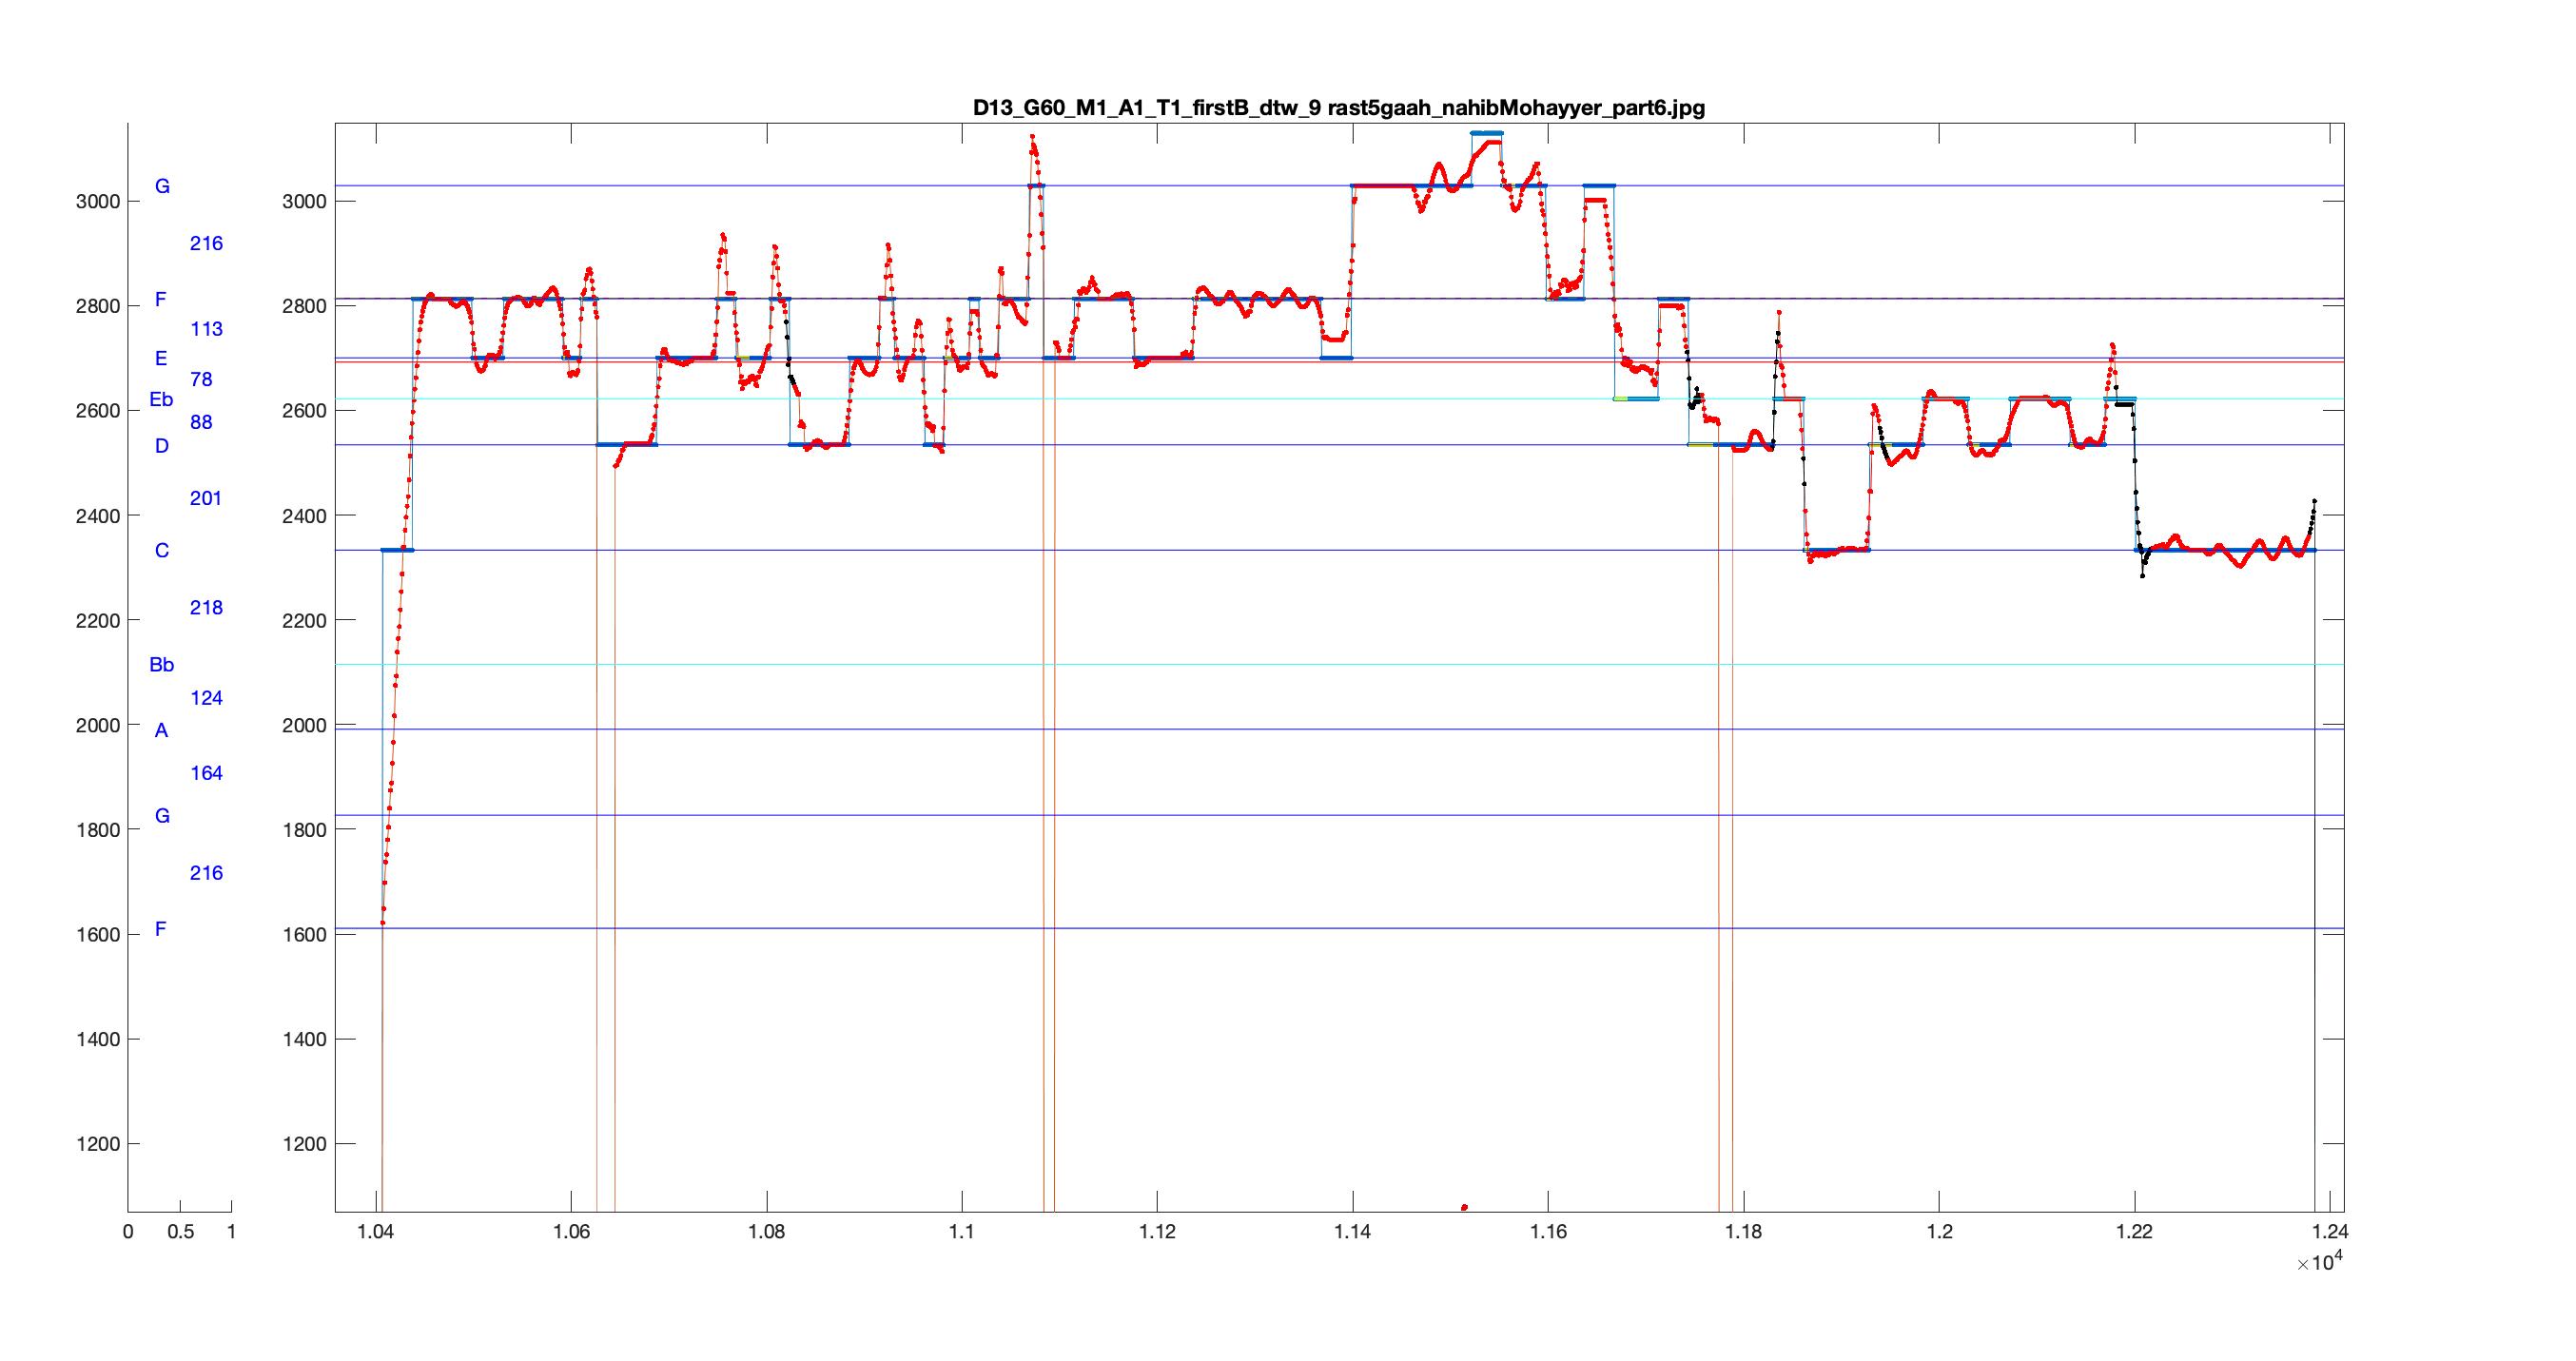 D13_G60_M1_A1_T1_firstB_dtw_9 rast5gaah_nahibMohayyer_part6.jpg
G
3000 3000
216
F
2800 2800
113
E
78
Eb
2600 2600
88
D
201
2400 2400
C
218
2200 2200
Bb
124
2000 2000
A
164
G
1800 1800
216
F
1600 1600
1400 1400
1200 1200
0 0.5 1 1.04 1.06 1.08 1.1 1.12 1.14 1.16 1.18 1.2 1.22 1.24
×10⁴